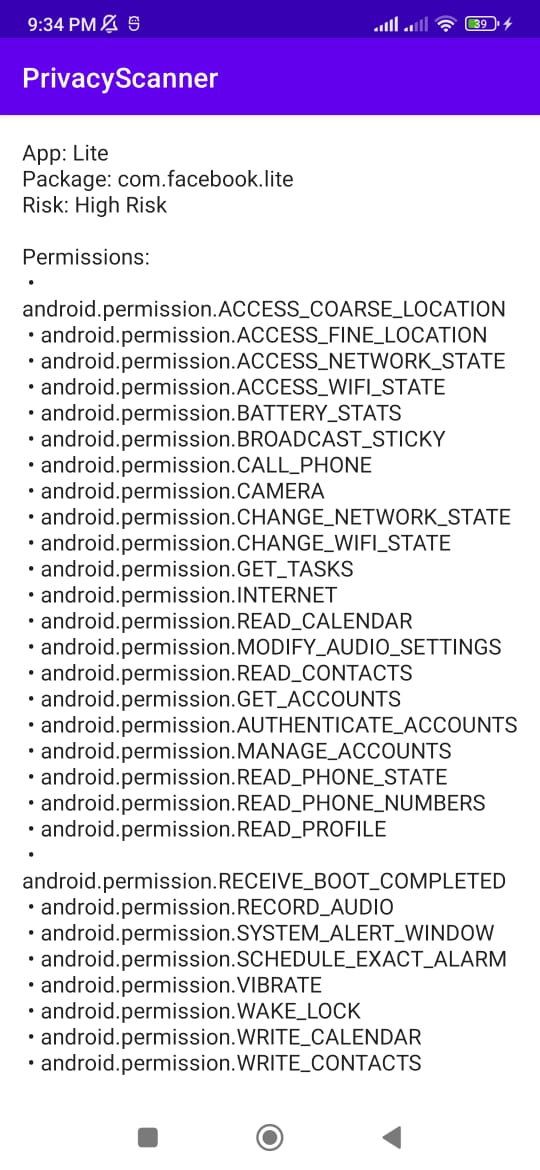 9:34 PM
39
PrivacyScanner
App: Lite
Package: com.facebook.lite
Risk: High Risk
Permissions:
•
android.permission.ACCESS_COARSE_LOCATION
• android.permission.ACCESS_FINE_LOCATION
• android.permission.ACCESS_NETWORK_STATE
• android.permission.ACCESS_WIFI_STATE
• android.permission.BATTERY_STATS
• android.permission.BROADCAST_STICKY
• android.permission.CALL_PHONE
• android.permission.CAMERA
• android.permission.CHANGE_NETWORK_STATE
• android.permission.CHANGE_WIFI_STATE
• android.permission.GET_TASKS
• android.permission.INTERNET
• android.permission.READ_CALENDAR
• android.permission.MODIFY_AUDIO_SETTINGS
• android.permission.READ_CONTACTS
• android.permission.GET_ACCOUNTS
• android.permission.AUTHENTICATE_ACCOUNTS
• android.permission.MANAGE_ACCOUNTS
• android.permission.READ_PHONE_STATE
• android.permission.READ_PHONE_NUMBERS
• android.permission.READ_PROFILE
•
android.permission.RECEIVE_BOOT_COMPLETED
• android.permission.RECORD_AUDIO
• android.permission.SYSTEM_ALERT_WINDOW
• android.permission.SCHEDULE_EXACT_ALARM
• android.permission.VIBRATE
• android.permission.WAKE_LOCK
• android.permission.WRITE_CALENDAR
• android.permission.WRITE_CONTACTS